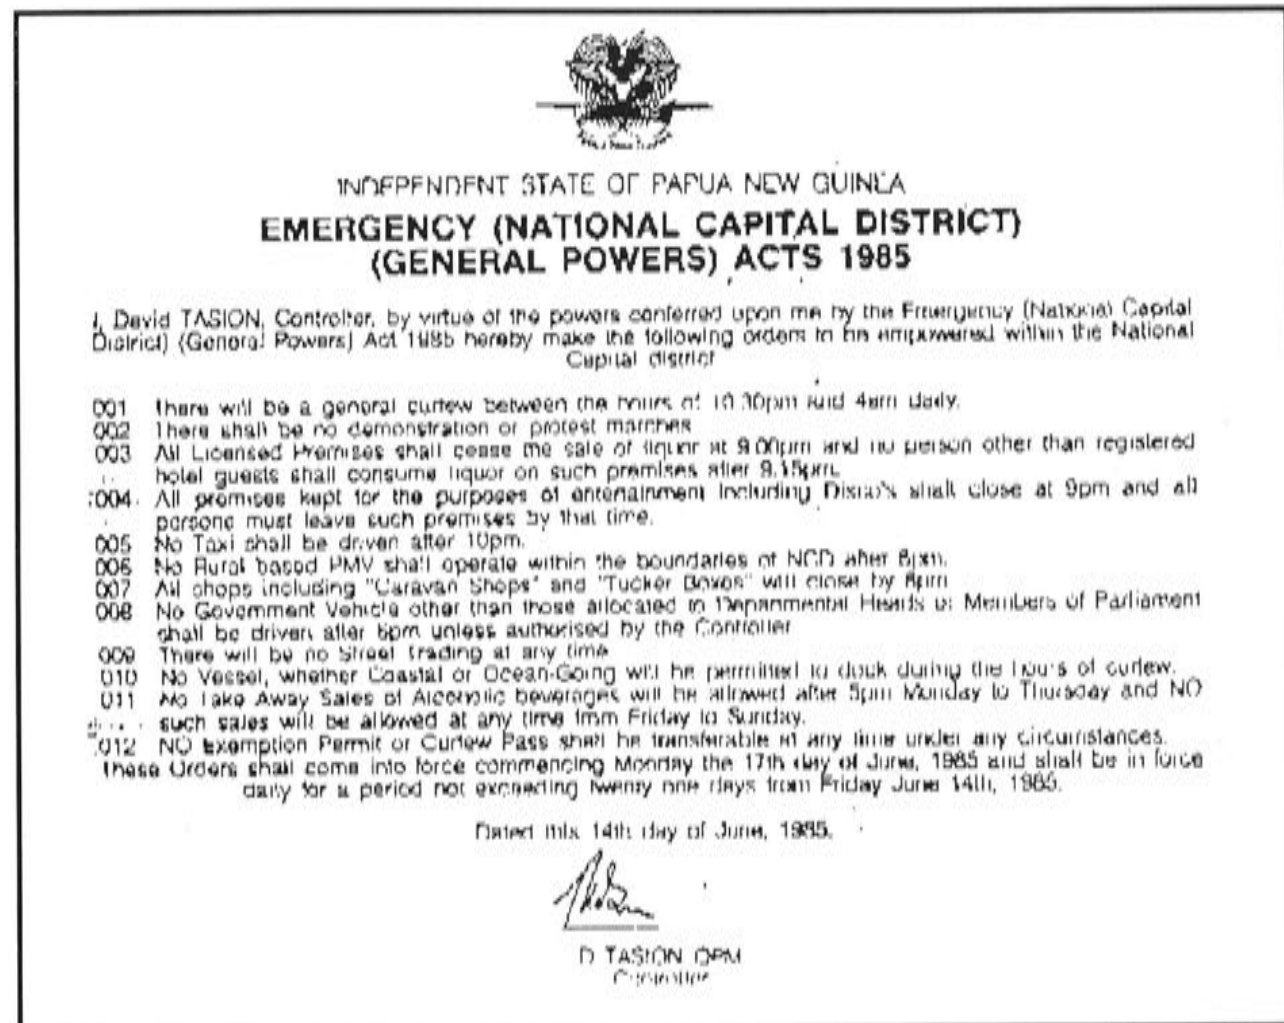 INDEPENDENT STATE OF PAPUA NEW GUINEA
EMERGENCY (NATIONAL CAPITAL DISTRICT)
(GENERAL POWERS) ACTS 1985
I, David TASION, Controller, by virtue of the powers conferred upon me by the Emergency (National Capital
District) (General Powers) Act 1985 hereby make the following orders to be empowered within the National
Capital district
001 There will be a general curfew between the hours of 10.30pm and 4am daily.
002 There shall be no demonstration or protest marches
003 All Licensed Premises shall cease the sale of liquor at 9.00pm and no person other than registered
hotel guests shall consume liquor on such premises after 9.15pm.
004 All premises kept for the purposes of entertainment including Disco's shall close at 9pm and all
persons must leave such premises by that time.
005 No Taxi shall be driven after 10pm.
006 No Rural based PMV shall operate within the boundaries of NCD after
007 All shops including "Caravan Shops" and "Tucker Boxes" will close by
008 No Government Vehicle other than those allocated to Departmental Heads or Members of Parliament
shall be driven after unless authorised by the Controller
009 There will be no Street trading at any time
010 No Vessel, whether Coastal or Ocean-Going will be permitted to dock during the hours of curfew.
011 No Take Away Sales of Alcoholic beverages will be allowed after 5pm Monday to Thursday and NO
such sales will be allowed at any time from Friday to Sunday.
012 NO Exemption Permit or Curfew Pass shall be transferable at any time under any circumstances.
These Orders shall come into force commencing Monday the 17th day of June, 1985 and shall be in force
daily for a period not exceeding twenty one days from Friday June 14th, 1985.
Dated this 14th day of June, 1985.
D TASION QPM
Controller